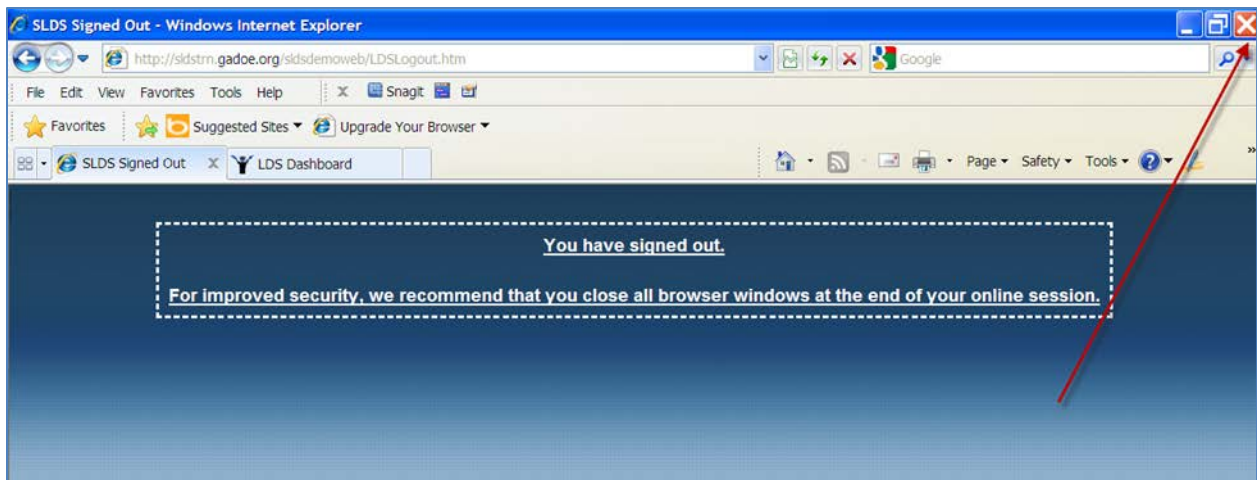 SLDS Signed Out - Windows Internet Explorer
http://sldstrn.gadoe.org/sldsdemoweb/LDSLogout.htm Google
File Edit View Favorites Tools Help X Snagit
Favorites Suggested Sites Upgrade Your Browser
SLDS Signed Out X LDS Dashboard Page Safety Tools
You have signed out.
For improved security, we recommend that you close all browser windows at the end of your online session.